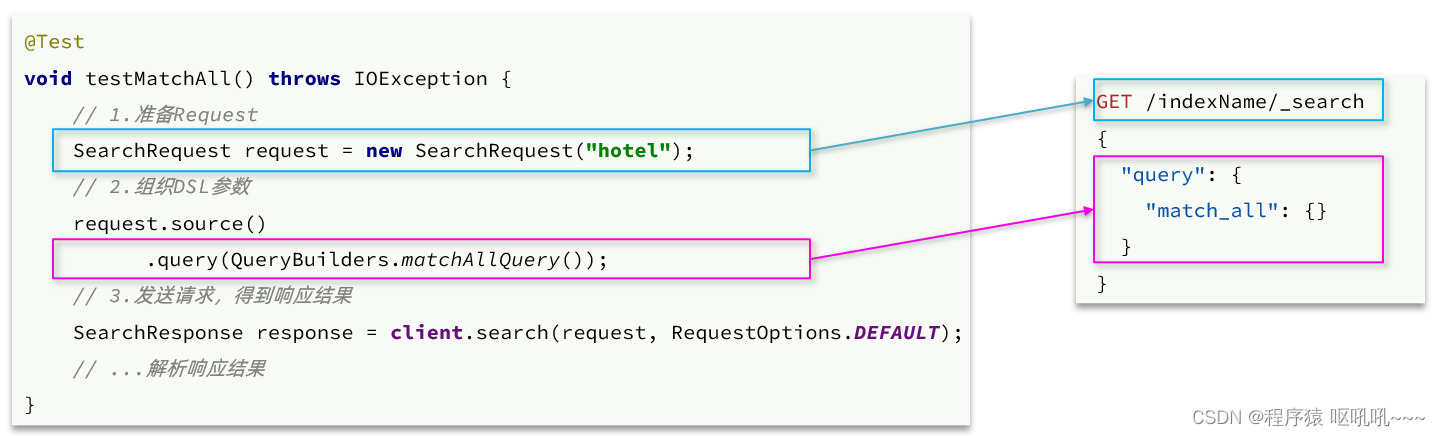 @Test
void testMatchAll() throws IOException {
// 1.准备Request
SearchRequest request = new SearchRequest("hotel");
// 2.组织DSL参数
request.source()
.query(QueryBuilders.matchAllQuery());
// 3.发送请求，得到响应结果
SearchResponse response = client.search(request, RequestOptions.DEFAULT);
// ...解析响应结果
}
GET /indexName/_search
{
"query": {
"match_all": {}
}
}
CSDN @程序猿 呕吼吼~~~